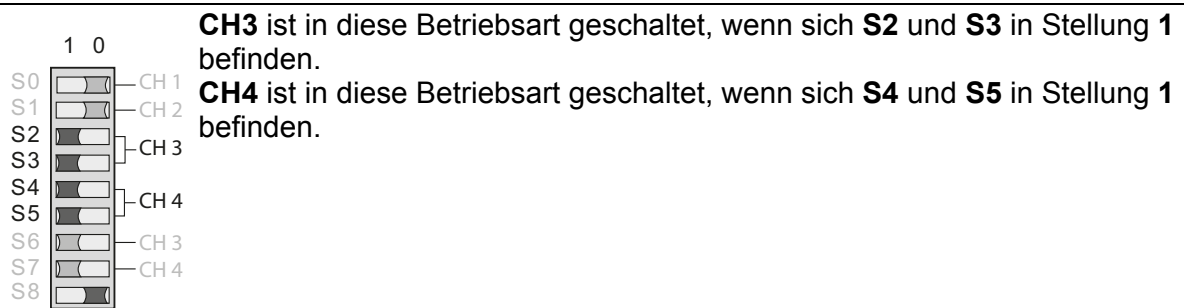 CH3 ist in diese Betriebsart geschaltet, wenn sich S2 und S3 in Stellung 1
befinden.
CH4 ist in diese Betriebsart geschaltet, wenn sich S4 und S5 in Stellung 1
befinden.
1 0
S0 CH 1
S1 CH 2
S2
CH 3
S3
S4
CH 4
S5
S6 CH 3
S7 CH 4
S8